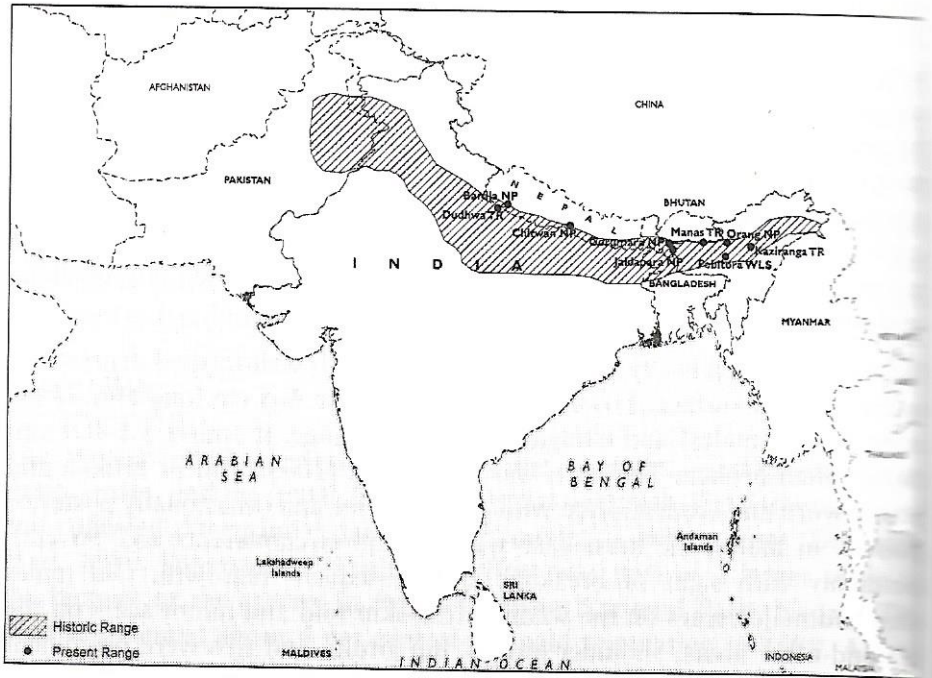 AFGHANISTAN
CHINA
PAKISTAN
NEPAL
Bardia NP
Dudhwa TR
BHUTAN
Chitwan NP
Manas TR
Orang NP
Gorumara NP
Kaziranga TR
Jaldapara NP
Pobitora WLS
INDIA
BANGLADESH
MYANMAR
ARABIAN
SEA
BAY OF
BENGAL
Andaman
Islands
Lakshadweep
Islands
SRI
LANKA
Historic Range
Present Range
MALDIVES
INDIAN OCEAN
INDONESIA
MALAYSIA